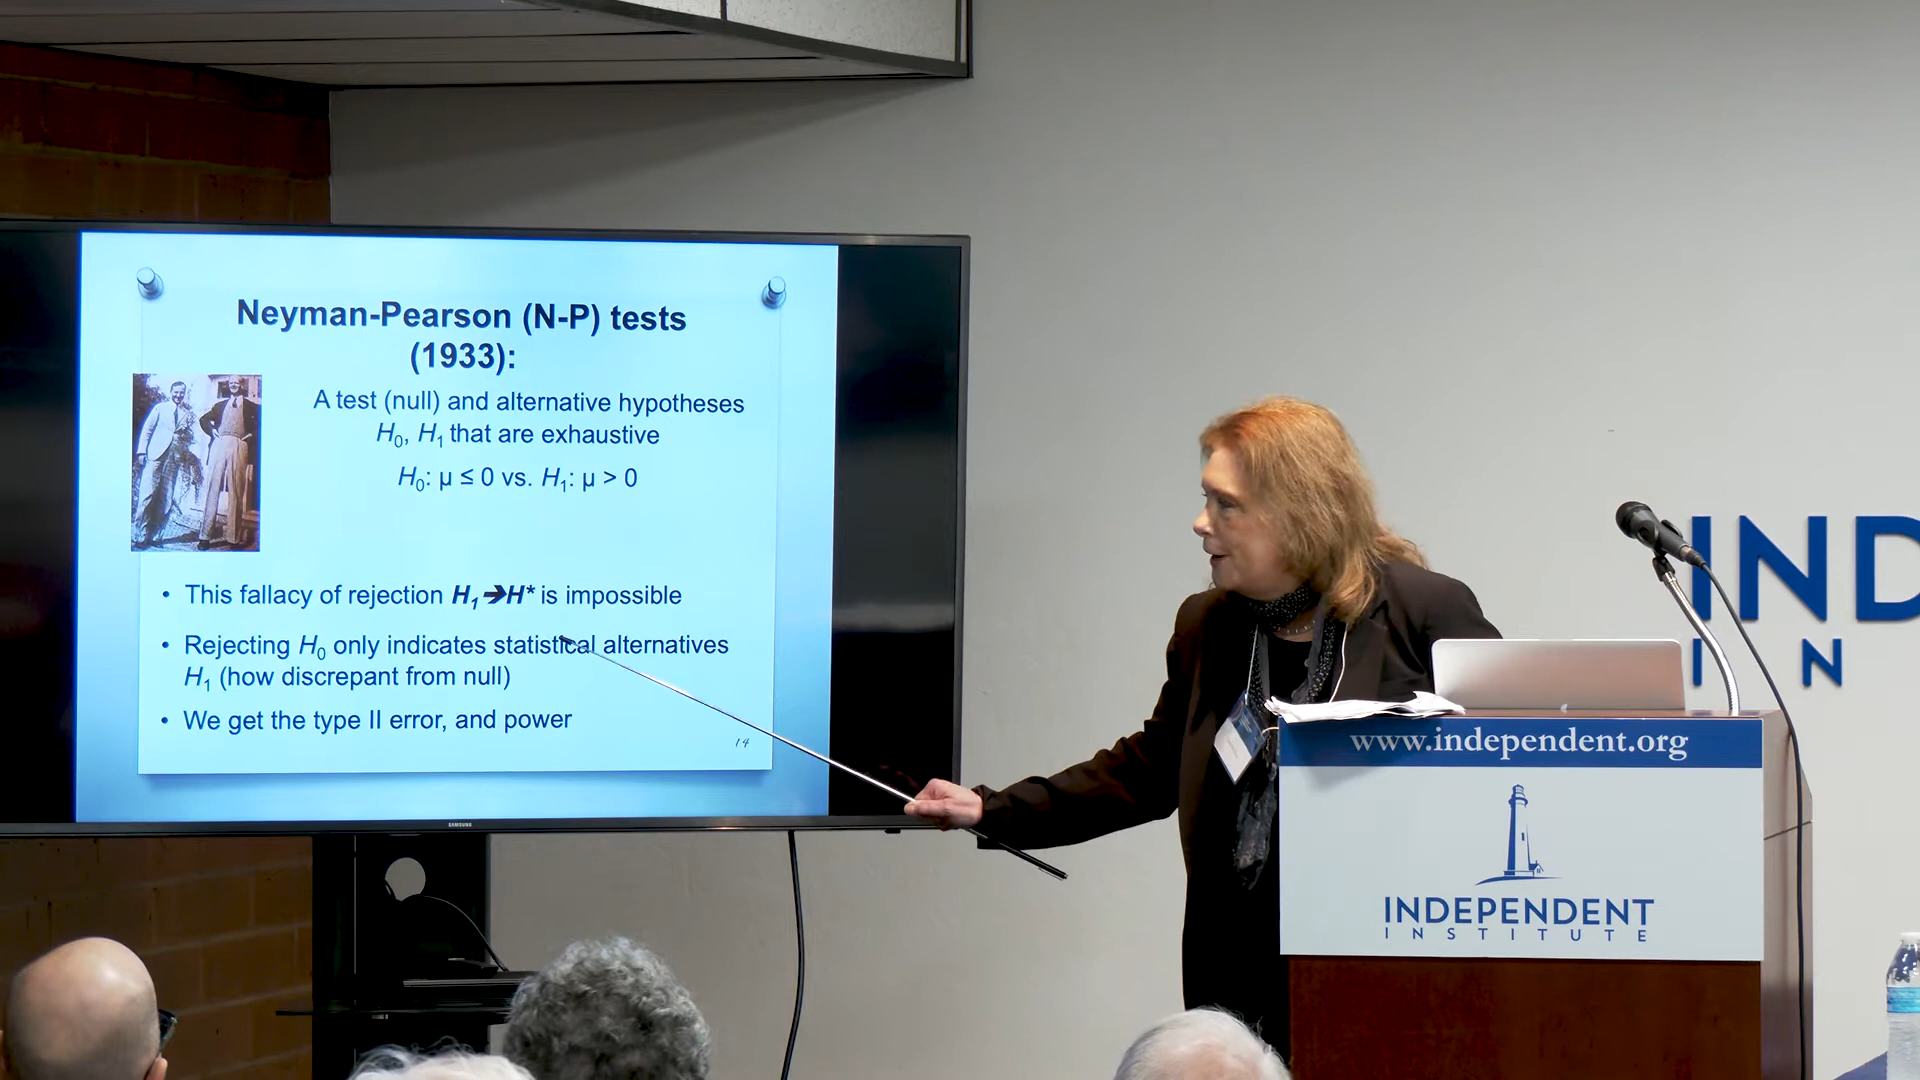 Neyman-Pearson (N-P) tests
(1933):
A test (null) and alternative hypotheses
H₀, H₁ that are exhaustive
H₀: μ ≤ 0 vs. H₁: μ > 0
• This fallacy of rejection H₁➔H* is impossible
• Rejecting H₀ only indicates statistical alternatives
H₁ (how discrepant from null)
• We get the type II error, and power
14
SAMSUNG
www.independent.org
INDEPENDENT
INSTITUTE
IND
IN